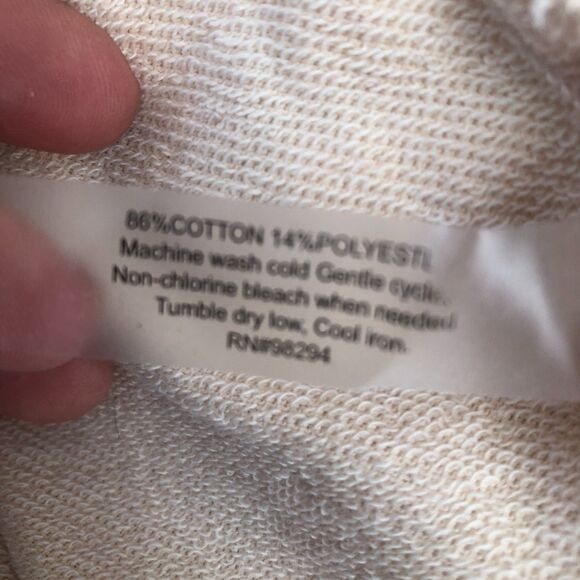 86%COTTON 14%POLYESTE
Machine wash cold Gentle cycle.
Non-chlorine bleach when needed
Tumble dry low, Cool iron.
RN#98294